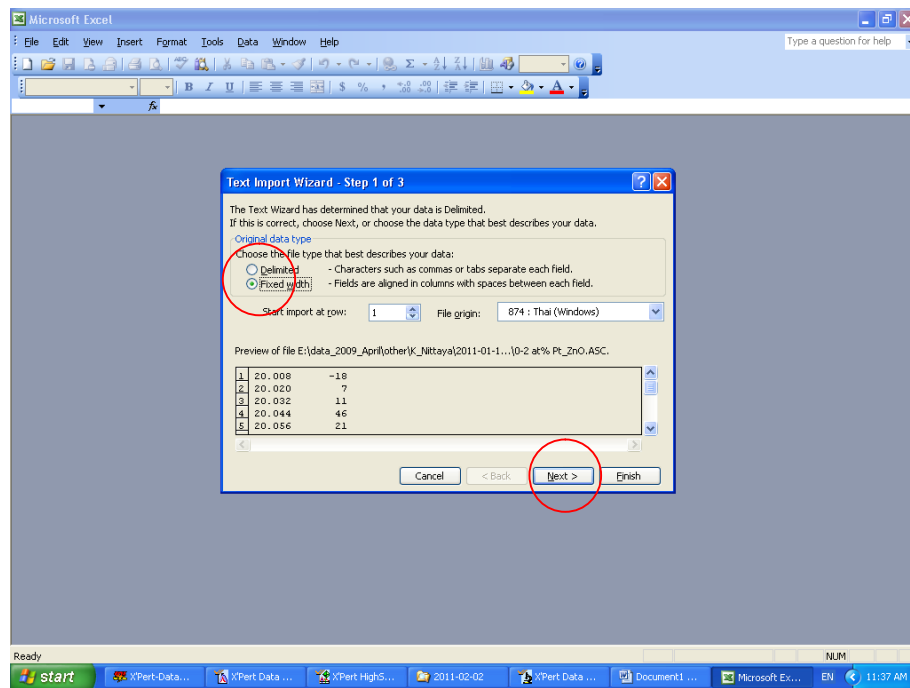 Microsoft Excel
File Edit View Insert Format Tools Data Window Help Type a question for help
B I U $ % ,
fx
Text Import Wizard - Step 1 of 3
The Text Wizard has determined that your data is Delimited.
If this is correct, choose Next, or choose the data type that best describes your data.
Original data type
Choose the file type that best describes your data:
Delimited - Characters such as commas or tabs separate each field.
Fixed width - Fields are aligned in columns with spaces between each field.
Start import at row: 1 File origin: 874 : Thai (Windows)
Preview of file E:\data_2009_April\other\K_Nittaya\2011-01-1...\0-2 at% Pt_ZnO.ASC.
1 20.008 -18
2 20.020 7
3 20.032 11
4 20.044 46
5 20.056 21
Cancel < Back Next > Finish
Ready NUM
start X'Pert-Data... X'Pert Data ... X'Pert HighS... 2011-02-02 X'Pert Data ... Document1 ... Microsoft Ex... EN 11:37 AM